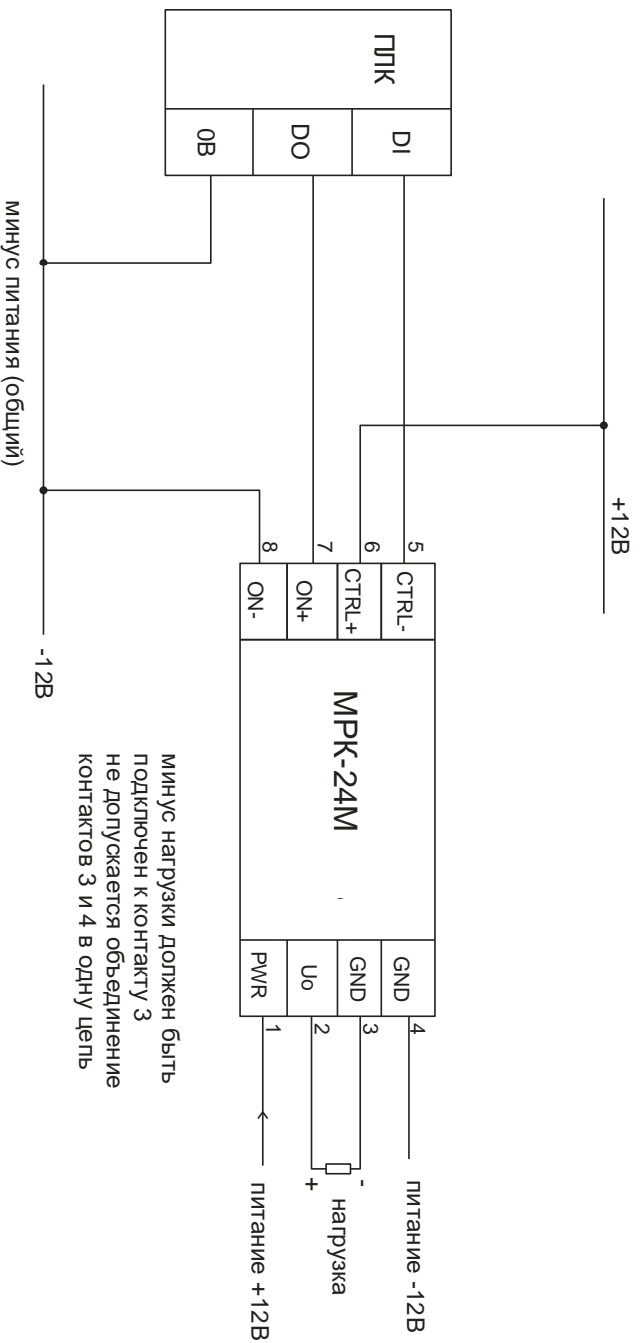 ПЛК
DI
DO
0В
+12В
минус питания (общий)
-12В
5
6
7
8
CTRL-
CTRL+
ON+
ON-
МРК-24М
GND
GND
Uo
PWR
4
3
2
1
питание -12В
-
нагрузка
+
питание +12В
минус нагрузки должен быть
подключен к контакту 3
не допускается объединение
контактов 3 и 4 в одну цепь